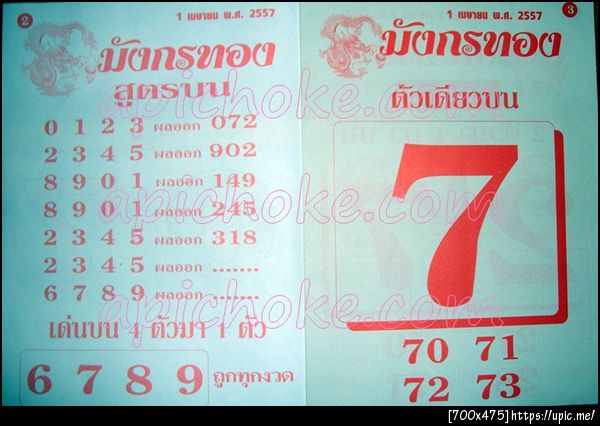 2
1 เมษายน พ.ศ. 2557
มังกรทอง
สูตรบน
0 1 2 3 ผลออก 072
2 3 4 5 ผลออก 902
8 9 0 1 ผลออก 149
8 9 0 1 ผลออก 245
2 3 4 5 ผลออก 318
2 3 4 5 ผลออก .......
6 7 8 9 ผลออก .......
เด่นบน 4 ตัวมา 1 ตัว
6 7 8 9 ถูกทุกงวด
3
1 เมษายน พ.ศ. 2557
มังกรทอง
ตัวเดียวบน
7
70 71
72 73
apichoke.com
apichoke.com
apichoke.com
[700x475]https://upic.me/